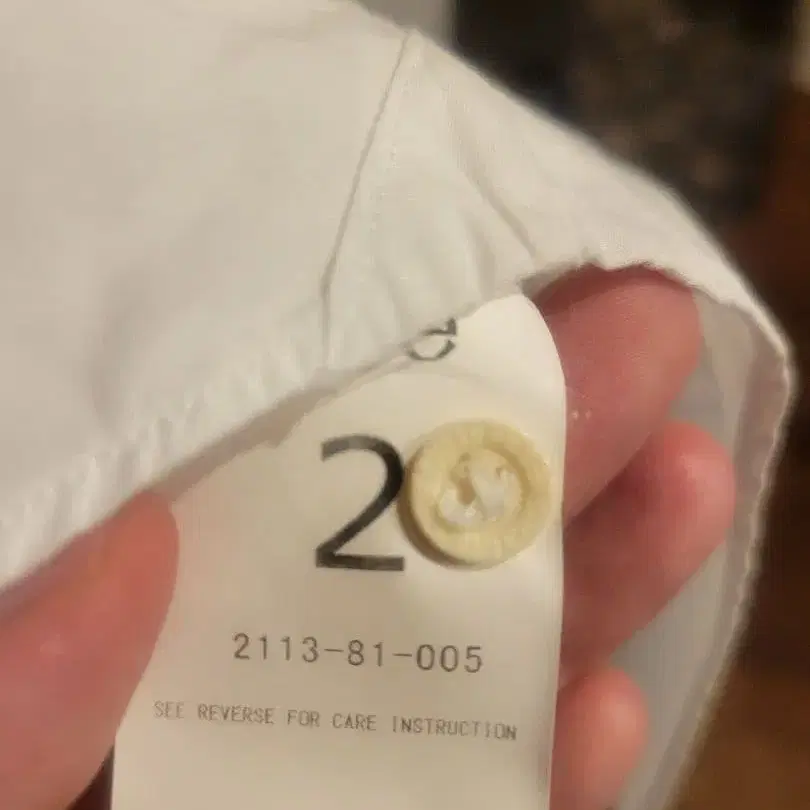 2
2113-81-005
SEE REVERSE FOR CARE INSTRUCTION